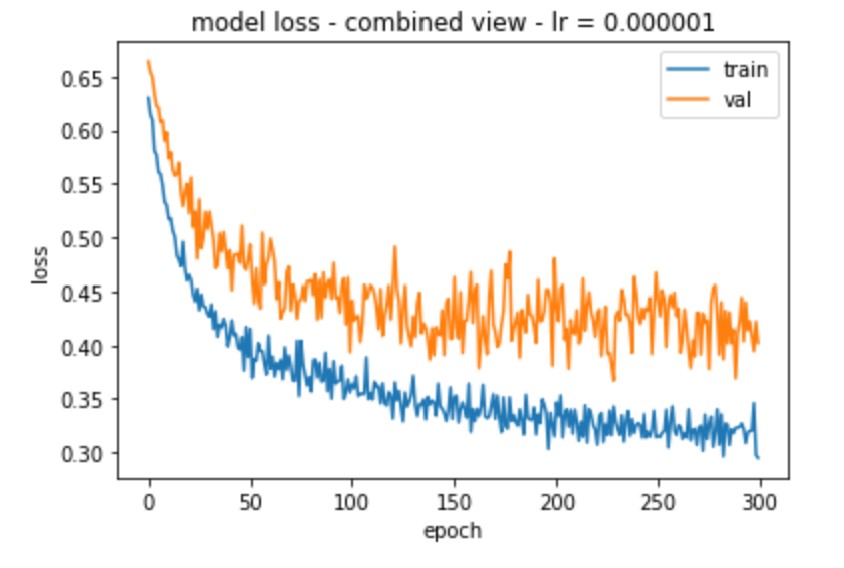 model loss - combined view - lr = 0.000001
train
val
0.65
0.60
0.55
0.50
0.45
0.40
0.35
0.30
loss
0 50 100 150 200 250 300
epoch